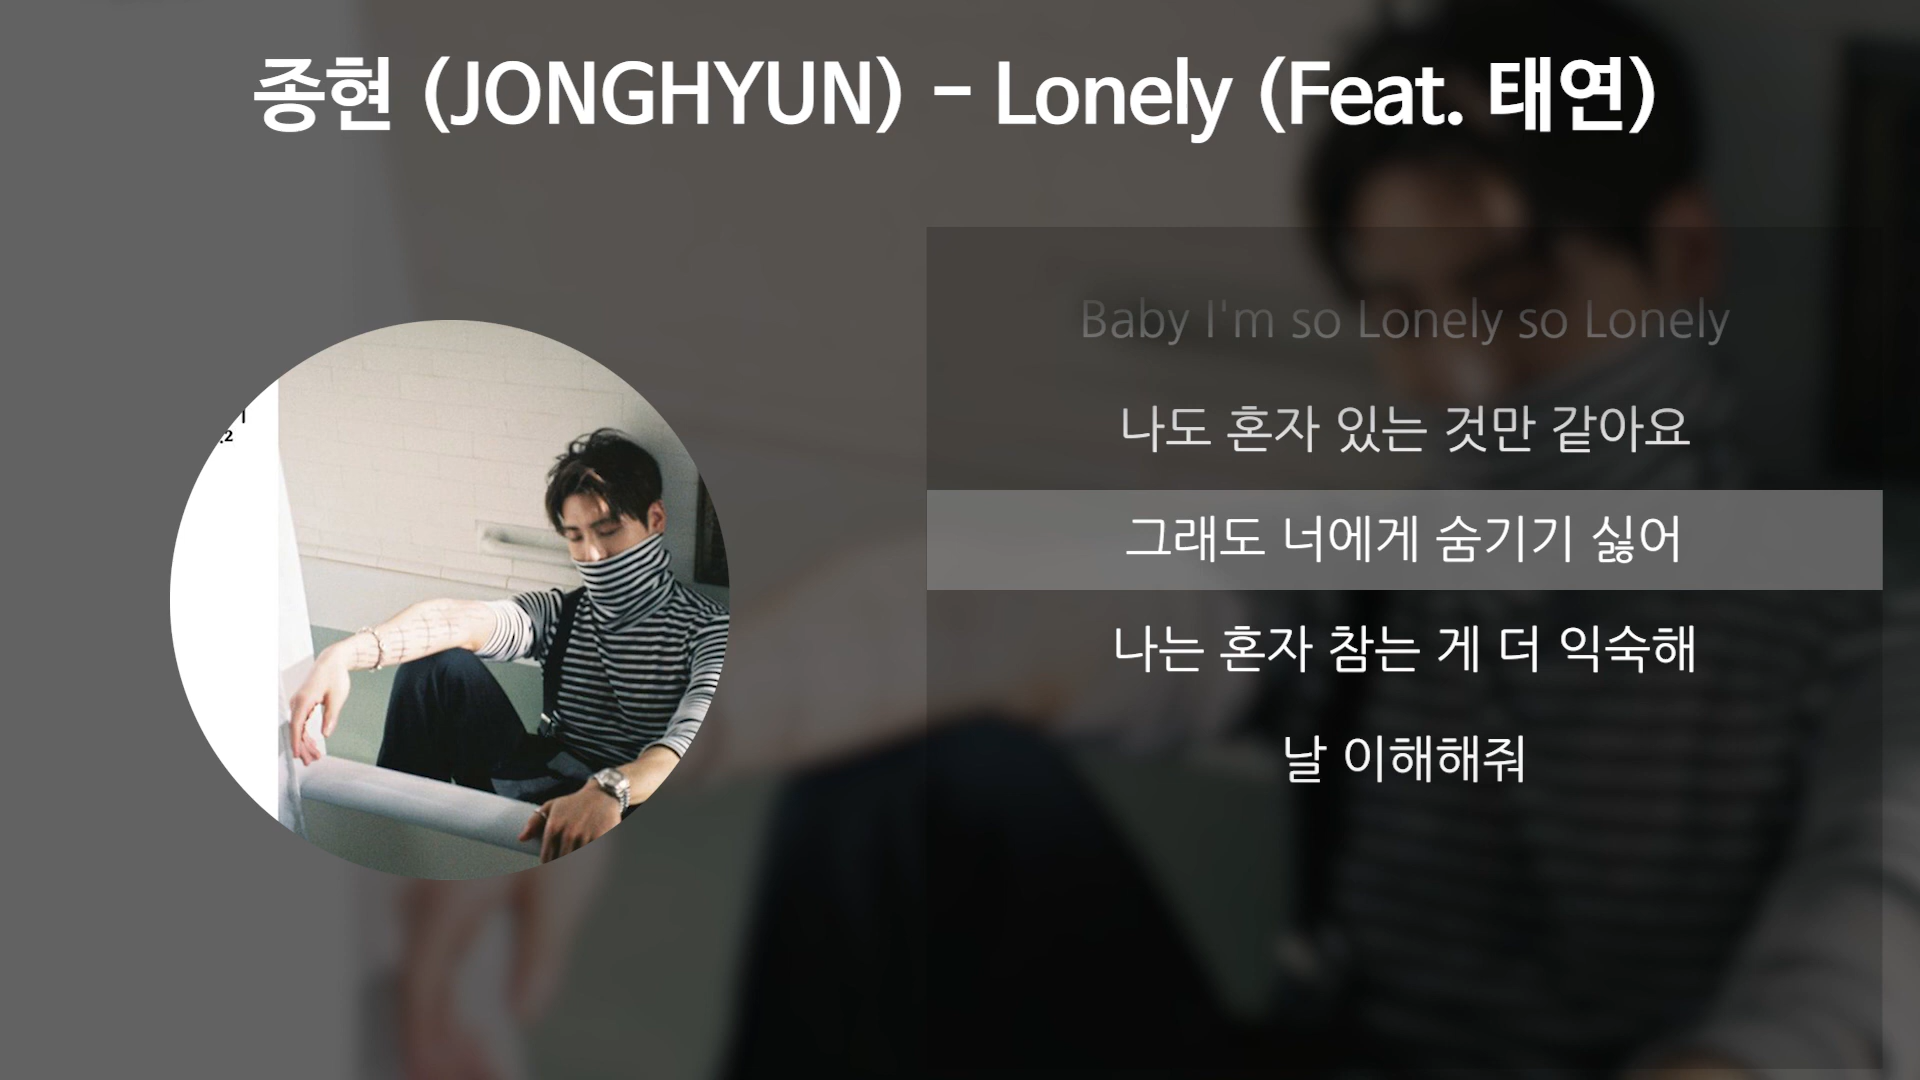 종현 (JONGHYUN) - Lonely (Feat. 태연)
Baby I'm so Lonely so Lonely
나도 혼자 있는 것만 같아요
그래도 너에게 숨기기 싫어
나는 혼자 참는 게 더 익숙해
날 이해해줘
.2